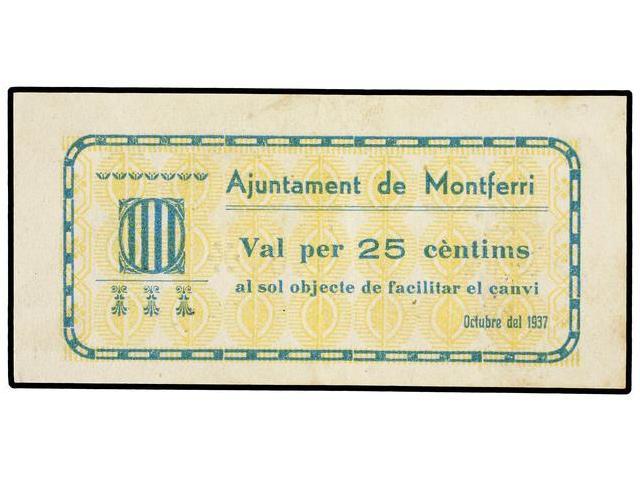 Ajuntament de Montferri
Val per 25 cèntims
al sol objecte de facilitar el canvi
Octubre del 1937